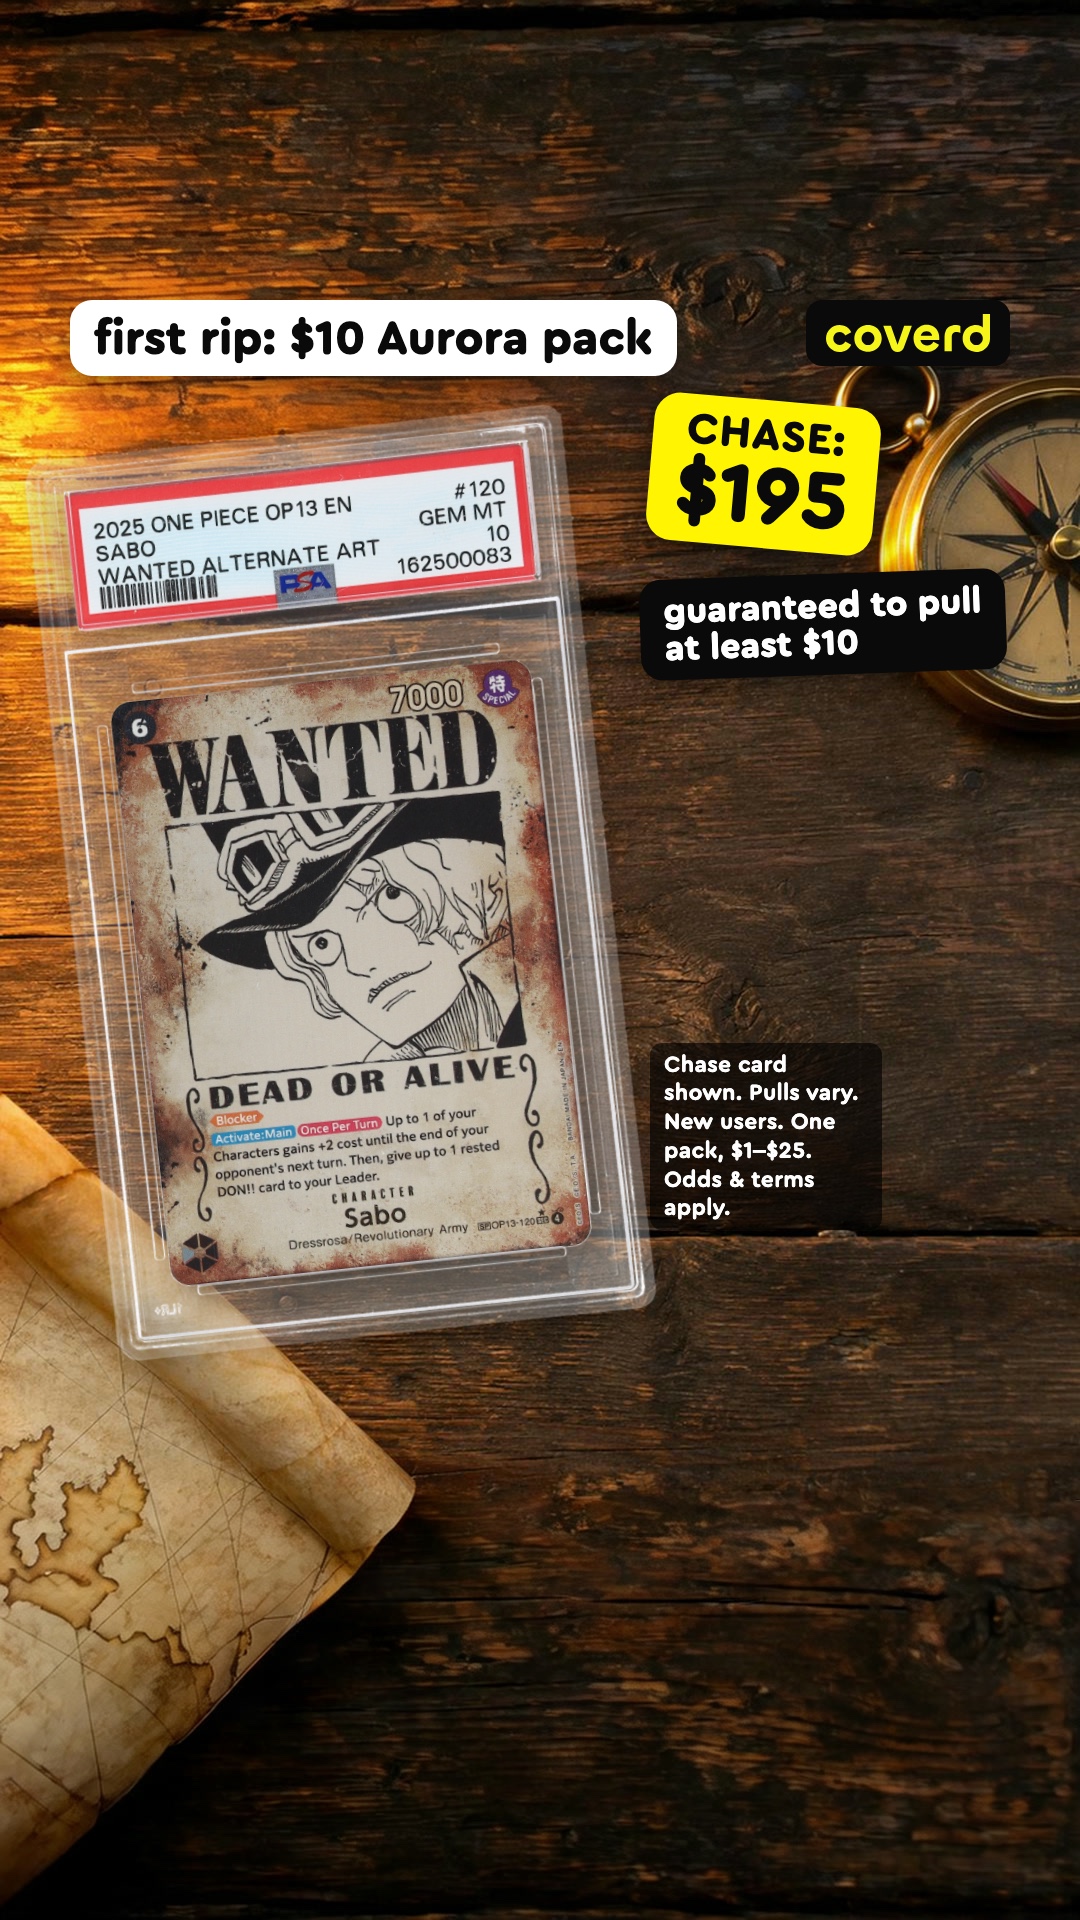 first rip: $10 Aurora pack
coverd
CHASE:
$195
guaranteed to pull
at least $10
2025 ONE PIECE OP13 EN
SABO
WANTED ALTERNATE ART
#120
GEM MT
10
162500083
PSA
6
7000
特
SPECIAL
WANTED
DEAD OR ALIVE
Blocker
Activate:Main Once Per Turn Up to 1 of your
Characters gains +2 cost until the end of your
opponent's next turn. Then, give up to 1 rested
DON!! card to your Leader.
CHARACTER
Sabo
Dressrosa/Revolutionary Army
SP OP13-120
Chase card
shown. Pulls vary.
New users. One
pack, $1–$25.
Odds & terms
apply.